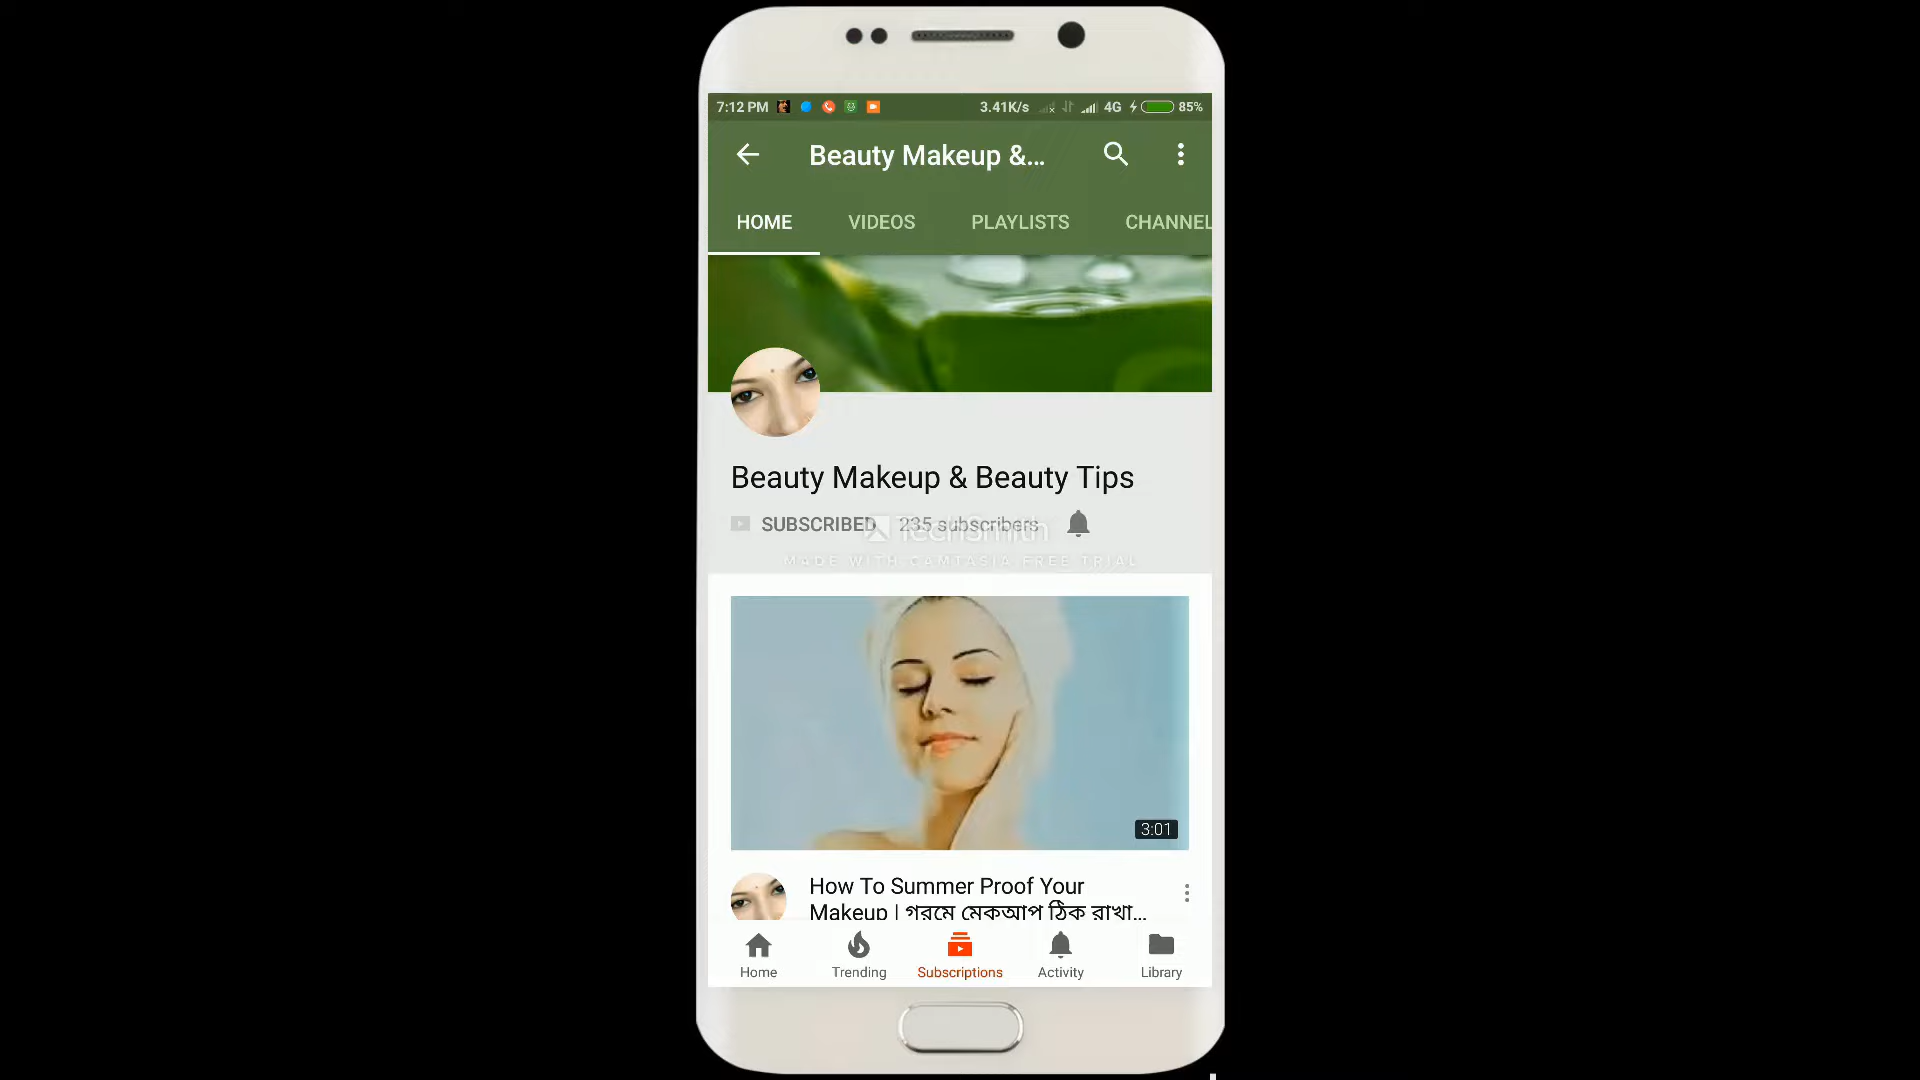 7:12 PM 3.41K/s 4G 85%
Beauty Makeup &...
HOME VIDEOS PLAYLISTS CHANNEL
Beauty Makeup & Beauty Tips
SUBSCRIBED 235 subscribers
TechSmith
MADE WITH CAMTASIA FREE TRIAL
3:01
How To Summer Proof Your
Makeup | গরমে মেকআপ ঠিক রাখা...
Home Trending Subscriptions Activity Library